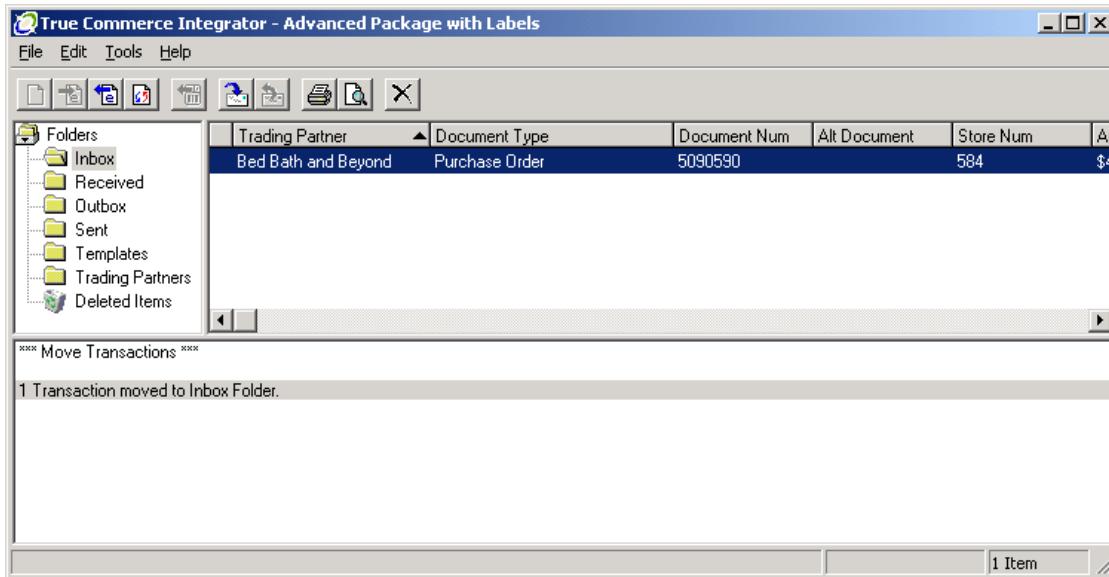 True Commerce Integrator - Advanced Package with Labels
File Edit Tools Help
Folders
Inbox
Received
Outbox
Sent
Templates
Trading Partners
Deleted Items
Trading Partner Document Type Document Num Alt Document Store Num A
Bed Bath and Beyond Purchase Order 5090590 584 $4
*** Move Transactions ***
1 Transaction moved to Inbox Folder.
1 Item